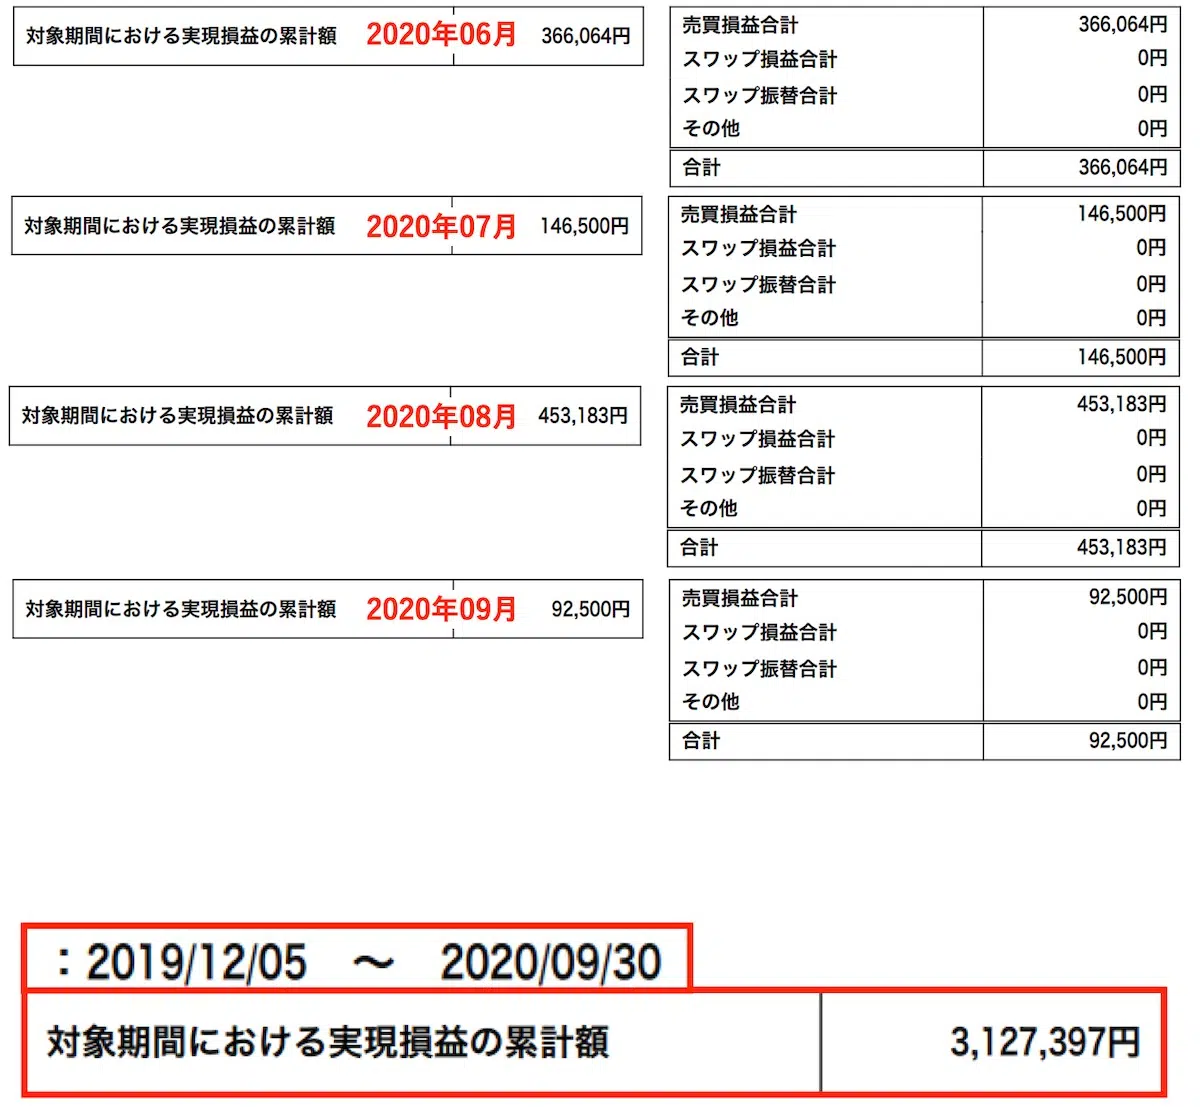 対象期間における実現損益の累計額 2020年06月 366,064円
売買損益合計 366,064円
スワップ損益合計 0円
スワップ振替合計 0円
その他 0円
合計 366,064円
対象期間における実現損益の累計額 2020年07月 146,500円
売買損益合計 146,500円
スワップ損益合計 0円
スワップ振替合計 0円
その他 0円
合計 146,500円
対象期間における実現損益の累計額 2020年08月 453,183円
売買損益合計 453,183円
スワップ損益合計 0円
スワップ振替合計 0円
その他 0円
合計 453,183円
対象期間における実現損益の累計額 2020年09月 92,500円
売買損益合計 92,500円
スワップ損益合計 0円
スワップ振替合計 0円
その他 0円
合計 92,500円
：2019/12/05 ～ 2020/09/30
対象期間における実現損益の累計額 3,127,397円